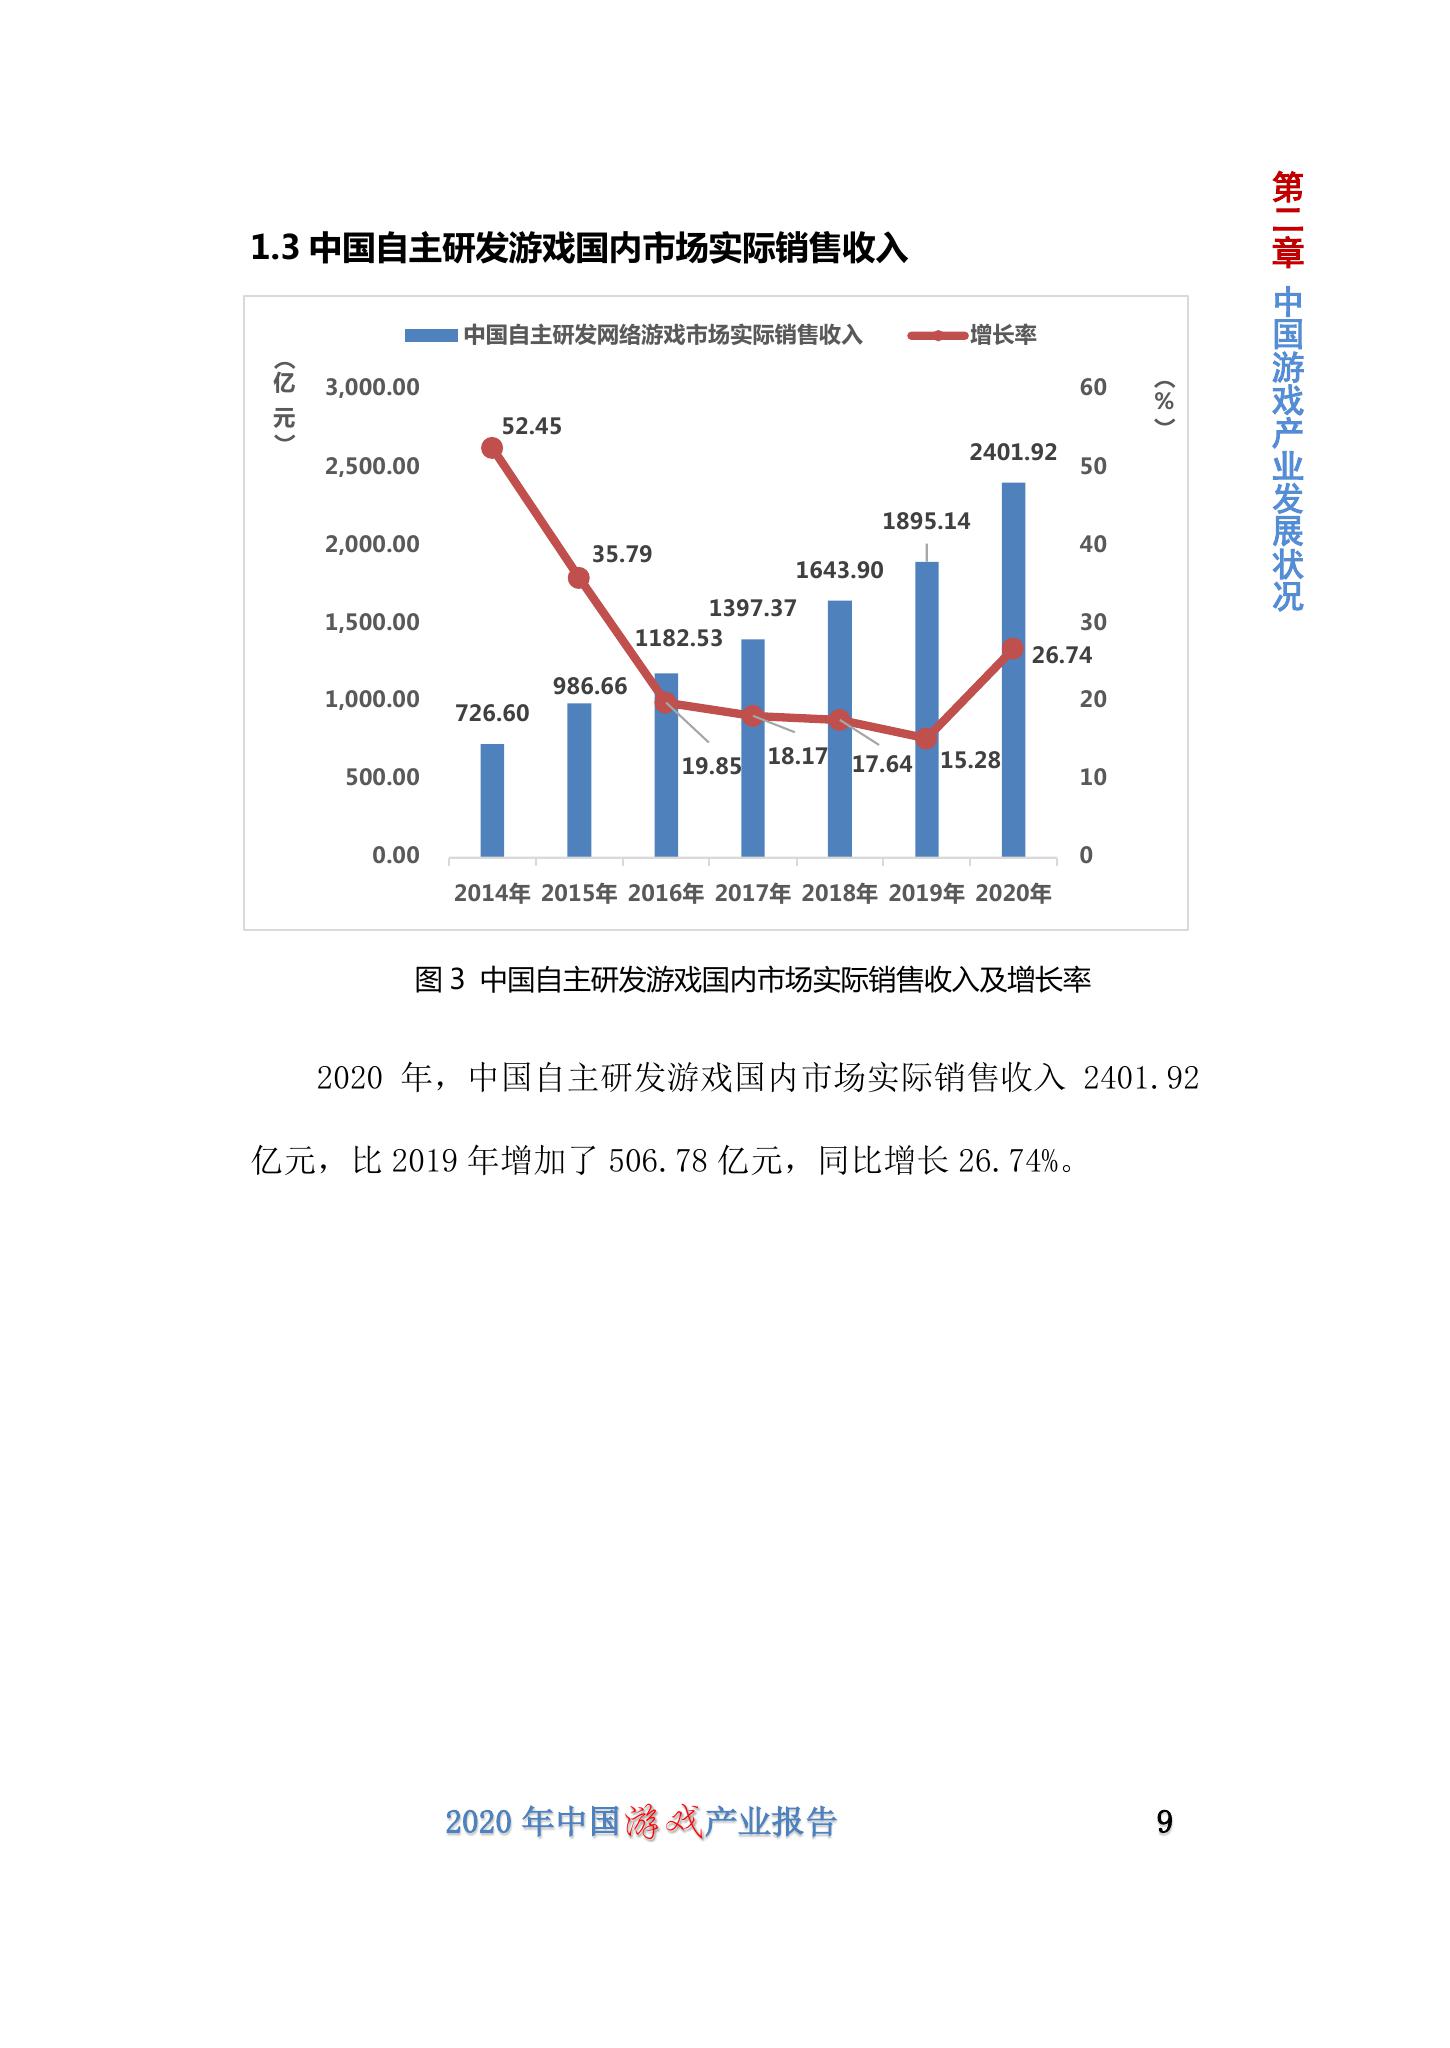 第二章 中国游戏产业发展状况
1.3 中国自主研发游戏国内市场实际销售收入
中国自主研发网络游戏市场实际销售收入 增长率
（亿元） （%）
3,000.00 60
2,500.00 50
2,000.00 40
1,500.00 30
1,000.00 20
500.00 10
0.00 0
726.60 986.66 1182.53 1397.37 1643.90 1895.14 2401.92
52.45 35.79 19.85 18.17 17.64 15.28 26.74
2014年 2015年 2016年 2017年 2018年 2019年 2020年
图 3 中国自主研发游戏国内市场实际销售收入及增长率
2020 年，中国自主研发游戏国内市场实际销售收入 2401.92
亿元，比 2019 年增加了 506.78 亿元，同比增长 26.74%。
2020 年中国游戏产业报告 9